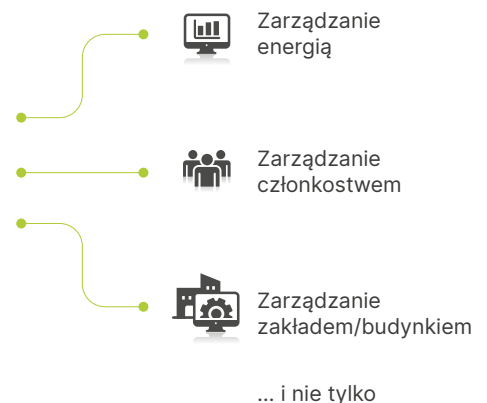 Zarządzanie
energią
Zarządzanie
członkostwem
Zarządzanie
zakładem/budynkiem
... i nie tylko